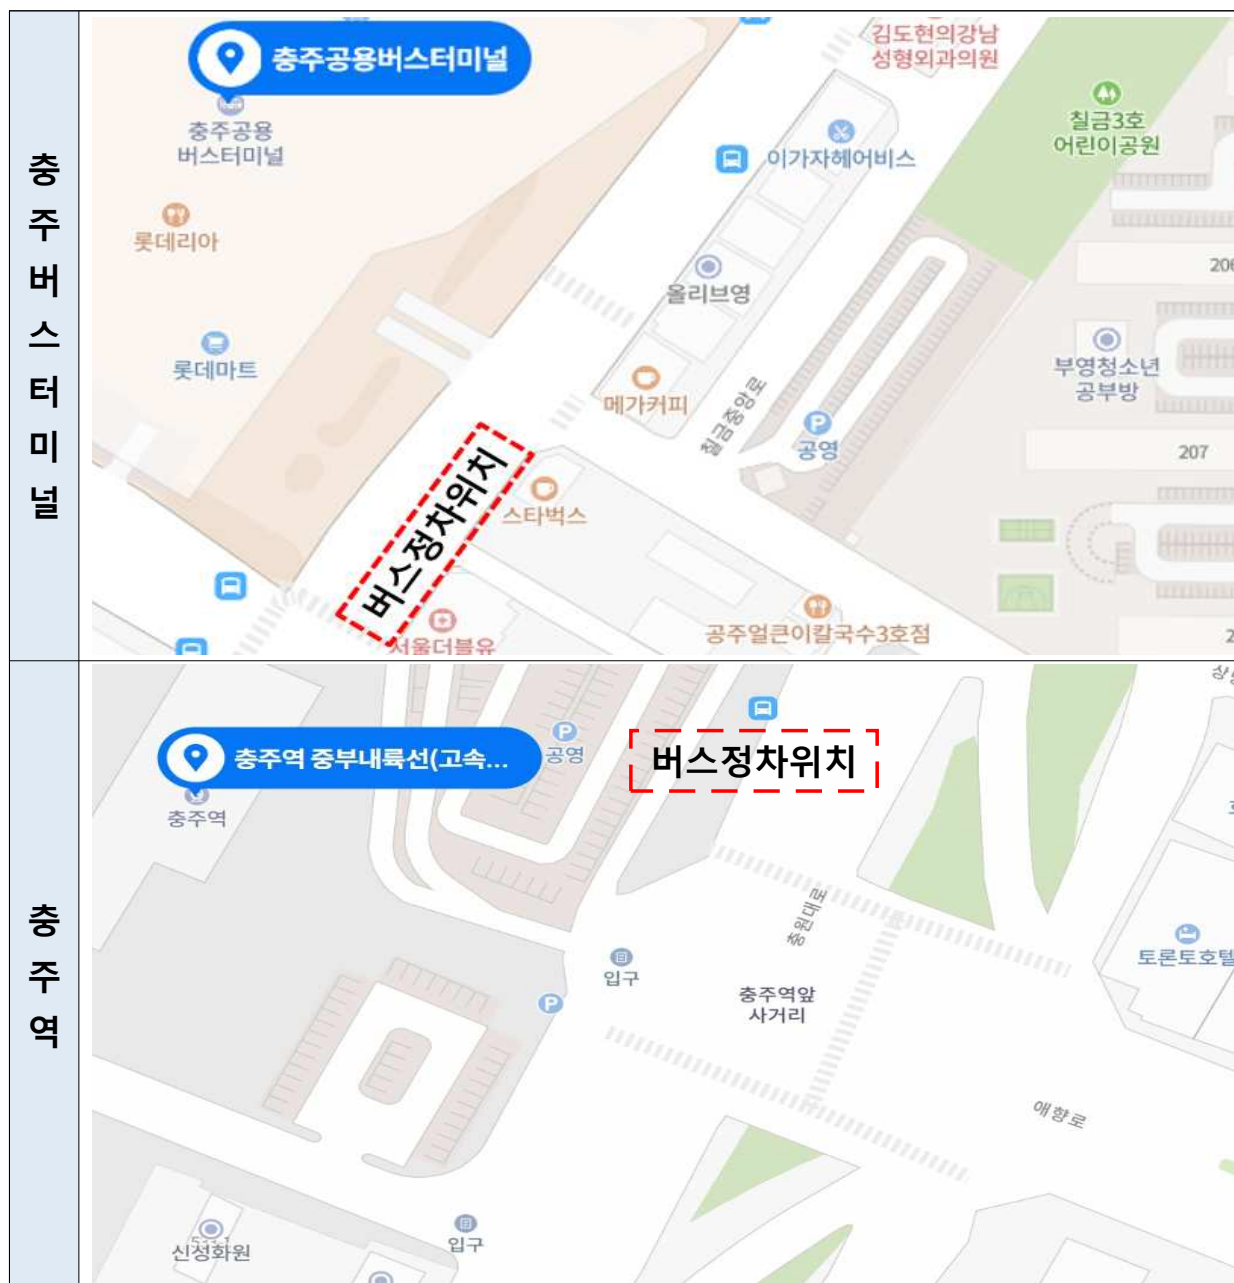 충주버스터미널
충주공용버스터미널
김도현의강남
성형외과의원
충주공용
버스터미널
칠금3호
어린이공원
이가자헤어비스
롯데리아
206
올리브영
롯데마트
부영청소년
공부방
메가커피
칠금중앙로
공영
207
버스정차위치
스타벅스
공주얼큰이칼국수3호점
서울더블유
2
충주역
충주역 중부내륙선(고속...
공영
버스정차위치
충주역
충원대로
토론토호텔
입구
충주역앞
사거리
애향로
신성화원
입구